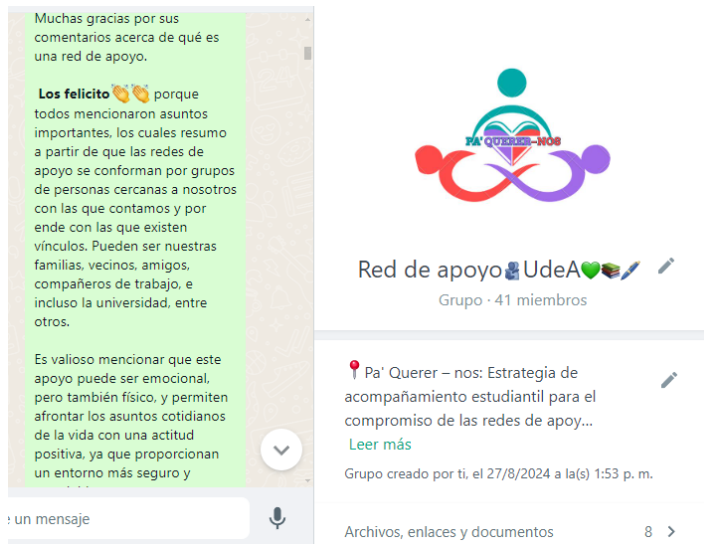 Muchas gracias por sus
comentarios acerca de qué es
una red de apoyo.
Los felicito👏👏 porque
todos mencionaron asuntos
importantes, los cuales resumo
a partir de que las redes de
apoyo se conforman por grupos
de personas cercanas a nosotros
con las que contamos y por
ende con las que existen
vínculos. Pueden ser nuestras
familias, vecinos, amigos,
compañeros de trabajo, e
incluso la universidad, entre
otros.
Es valioso mencionar que este
apoyo puede ser emocional,
pero también físico, y permiten
afrontar los asuntos cotidianos
de la vida con una actitud
positiva, ya que proporcionan
un entorno más seguro y
e un mensaje
PA' QUERER-NOS
Red de apoyo🫂UdeA💚📚🖊️
Grupo · 41 miembros
📍Pa' Querer – nos: Estrategia de
acompañamiento estudiantil para el
compromiso de las redes de apoy...
Leer más
Grupo creado por ti, el 27/8/2024 a la(s) 1:53 p. m.
Archivos, enlaces y documentos 8 >